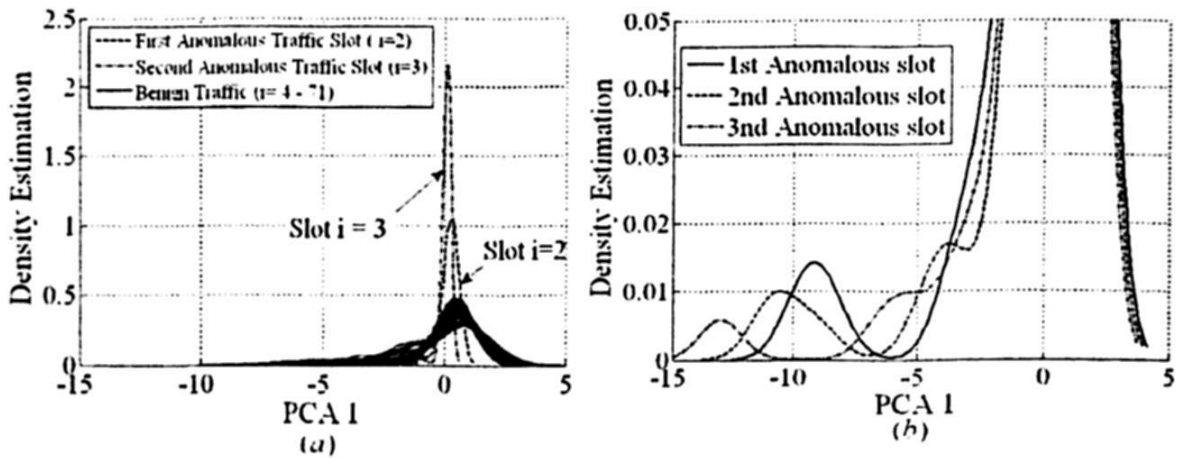 2.5
2
1.5
1
0.5
0
-15
-10
-5
0
5
Density Estimation
First Anomalous Traffic Slot ( i=2)
Second Anomalous Traffic Slot (i=3)
Benign Traffic (i= 4 - 71)
Slot i = 3
Slot i=2
PCA 1
(a)
0.05
0.04
0.03
0.02
0.01
0
-15
-10
-5
0
5
Density Estimation
1st Anomalous slot
2nd Anomalous slot
3nd Anomalous slot
PCA 1
(b)